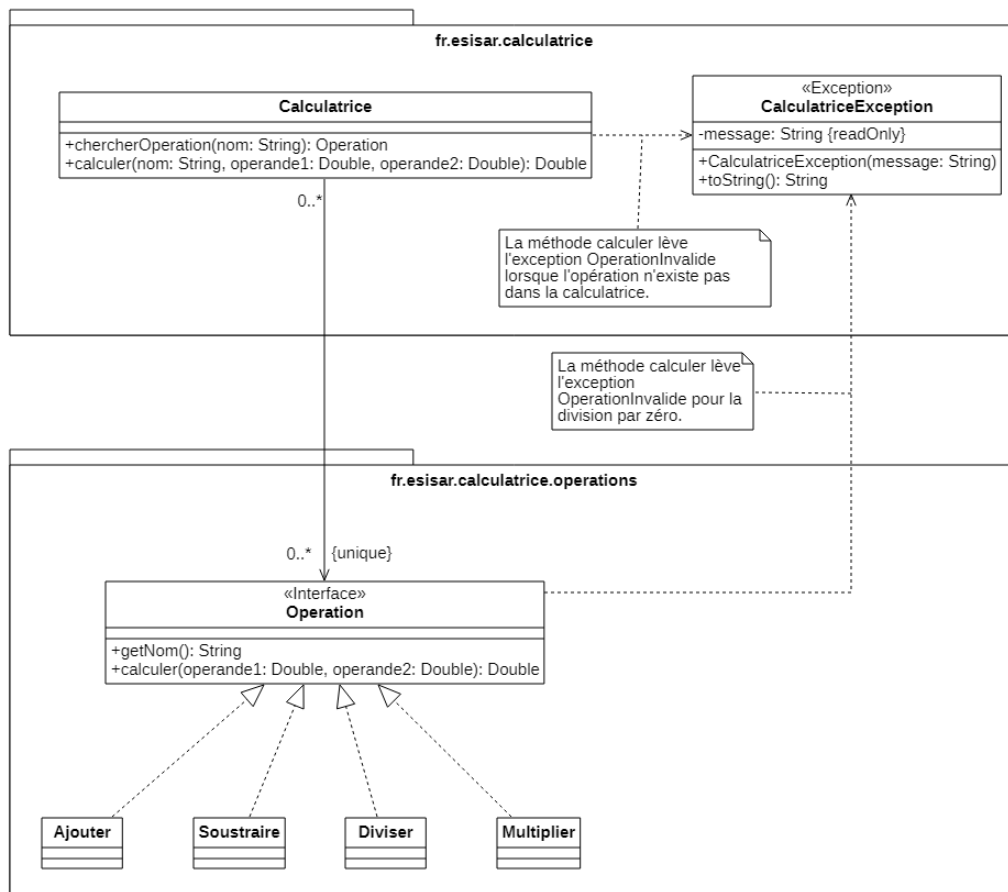 fr.esisar.calculatrice
Calculatrice
+chercherOperation(nom: String): Operation
+calculer(nom: String, operande1: Double, operande2: Double): Double
«Exception»
CalculatriceException
-message: String {readOnly}
+CalculatriceException(message: String)
+toString(): String
0..*
La méthode calculer lève
l'exception OperationInvalide
lorsque l'opération n'existe pas
dans la calculatrice.
La méthode calculer lève
l'exception
OperationInvalide pour la
division par zéro.
fr.esisar.calculatrice.operations
0..* {unique}
«Interface»
Operation
+getNom(): String
+calculer(operande1: Double, operande2: Double): Double
Ajouter
Soustraire
Diviser
Multiplier